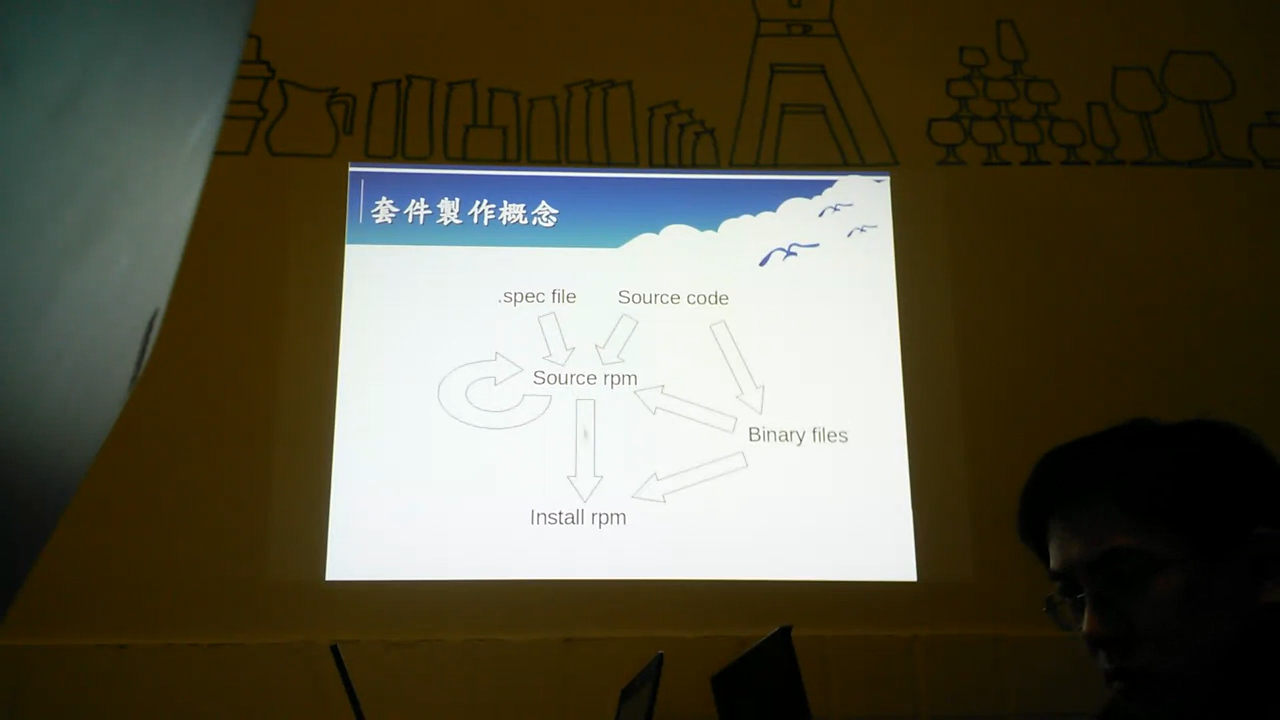 套件製作概念
.spec file Source code
Source rpm
Binary files
Install rpm